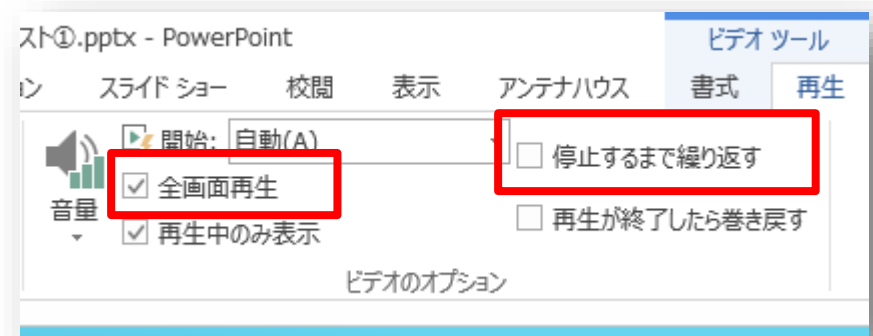 スト①.pptx - PowerPoint
ビデオ ツール
ン スライド ショー 校閲 表示 アンテナハウス 書式 再生
開始: 自動(A)
停止するまで繰り返す
全画面再生
音量
再生が終了したら巻き戻す
再生中のみ表示
ビデオのオプション